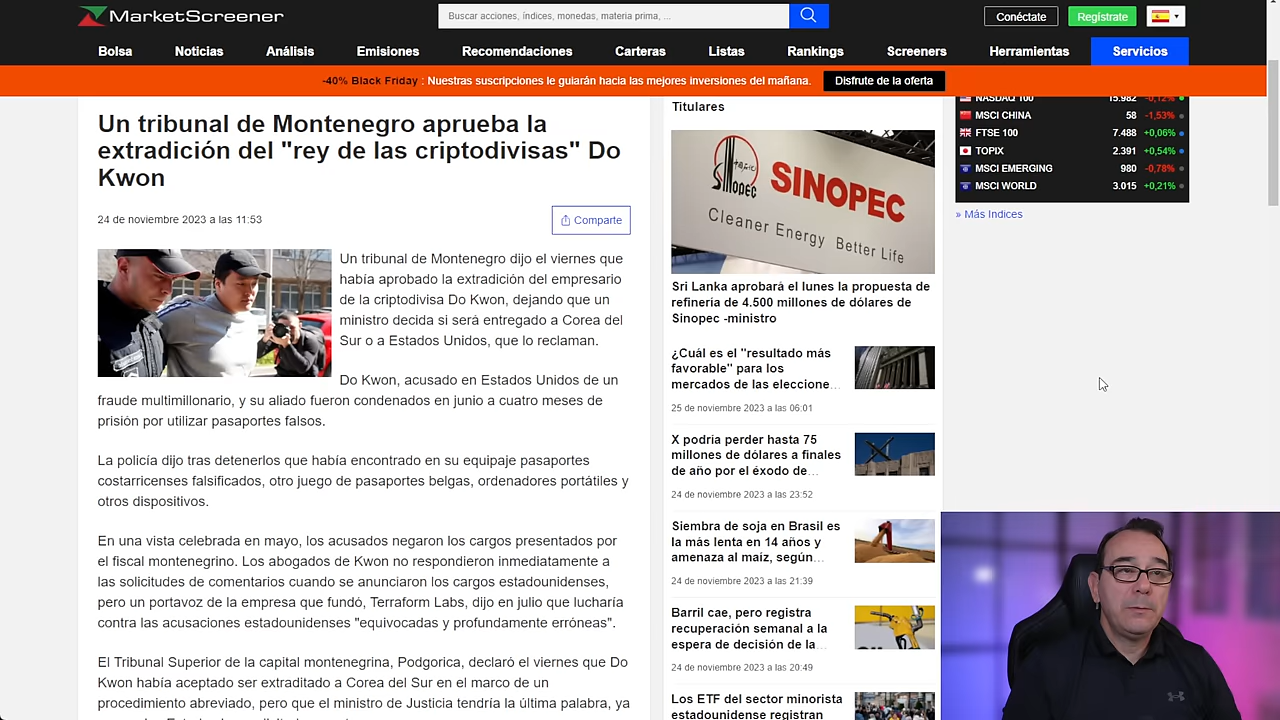 MarketScreener
Buscar acciones, índices, monedas, materia prima, ...
Conéctate
Regístrate
Bolsa
Noticias
Análisis
Emisiones
Recomendaciones
Carteras
Listas
Rankings
Screeners
Herramientas
Servicios
-40% Black Friday : Nuestras suscripciones le guiarán hacia las mejores inversiones del mañana.
Disfrute de la oferta
Un tribunal de Montenegro aprueba la
extradición del "rey de las criptodivisas" Do
Kwon
24 de noviembre 2023 a las 11:53
Comparte
Un tribunal de Montenegro dijo el viernes que
había aprobado la extradición del empresario
de la criptodivisa Do Kwon, dejando que un
ministro decida si será entregado a Corea del
Sur o a Estados Unidos, que lo reclaman.
Do Kwon, acusado en Estados Unidos de un
fraude multimillonario, y su aliado fueron condenados en junio a cuatro meses de
prisión por utilizar pasaportes falsos.
La policía dijo tras detenerlos que había encontrado en su equipaje pasaportes
costarricenses falsificados, otro juego de pasaportes belgas, ordenadores portátiles y
otros dispositivos.
En una vista celebrada en mayo, los acusados negaron los cargos presentados por
el fiscal montenegrino. Los abogados de Kwon no respondieron inmediatamente a
las solicitudes de comentarios cuando se anunciaron los cargos estadounidenses,
pero un portavoz de la empresa que fundó, Terraform Labs, dijo en julio que lucharía
contra las acusaciones estadounidenses "equivocadas y profundamente erróneas".
El Tribunal Superior de la capital montenegrina, Podgorica, declaró el viernes que Do
Kwon había aceptado ser extraditado a Corea del Sur en el marco de un
procedimiento abreviado, pero que el ministro de Justicia tendría la última palabra, ya
Titulares
SINOPEC
SINOPEC
Cleaner Energy Better Life
Sri Lanka aprobará el lunes la propuesta de
refinería de 4.500 millones de dólares de
Sinopec -ministro
¿Cuál es el "resultado más
favorable" para los
mercados de las eleccione...
25 de noviembre 2023 a las 06:01
X podría perder hasta 75
millones de dólares a finales
de año por el éxodo de...
24 de noviembre 2023 a las 23:52
Siembra de soja en Brasil es
la más lenta en 14 años y
amenaza al maíz, según...
24 de noviembre 2023 a las 21:39
Barril cae, pero registra
recuperación semanal a la
espera de decisión de la...
24 de noviembre 2023 a las 20:49
Los ETF del sector minorista
estadounidense registran
NASDAQ 100 15.982 -0,12%
MSCI CHINA 58 -1,53%
FTSE 100 7.488 +0,06%
TOPIX 2.391 +0,54%
MSCI EMERGING 980 -0,78%
MSCI WORLD 3.015 +0,21%
» Más Indices